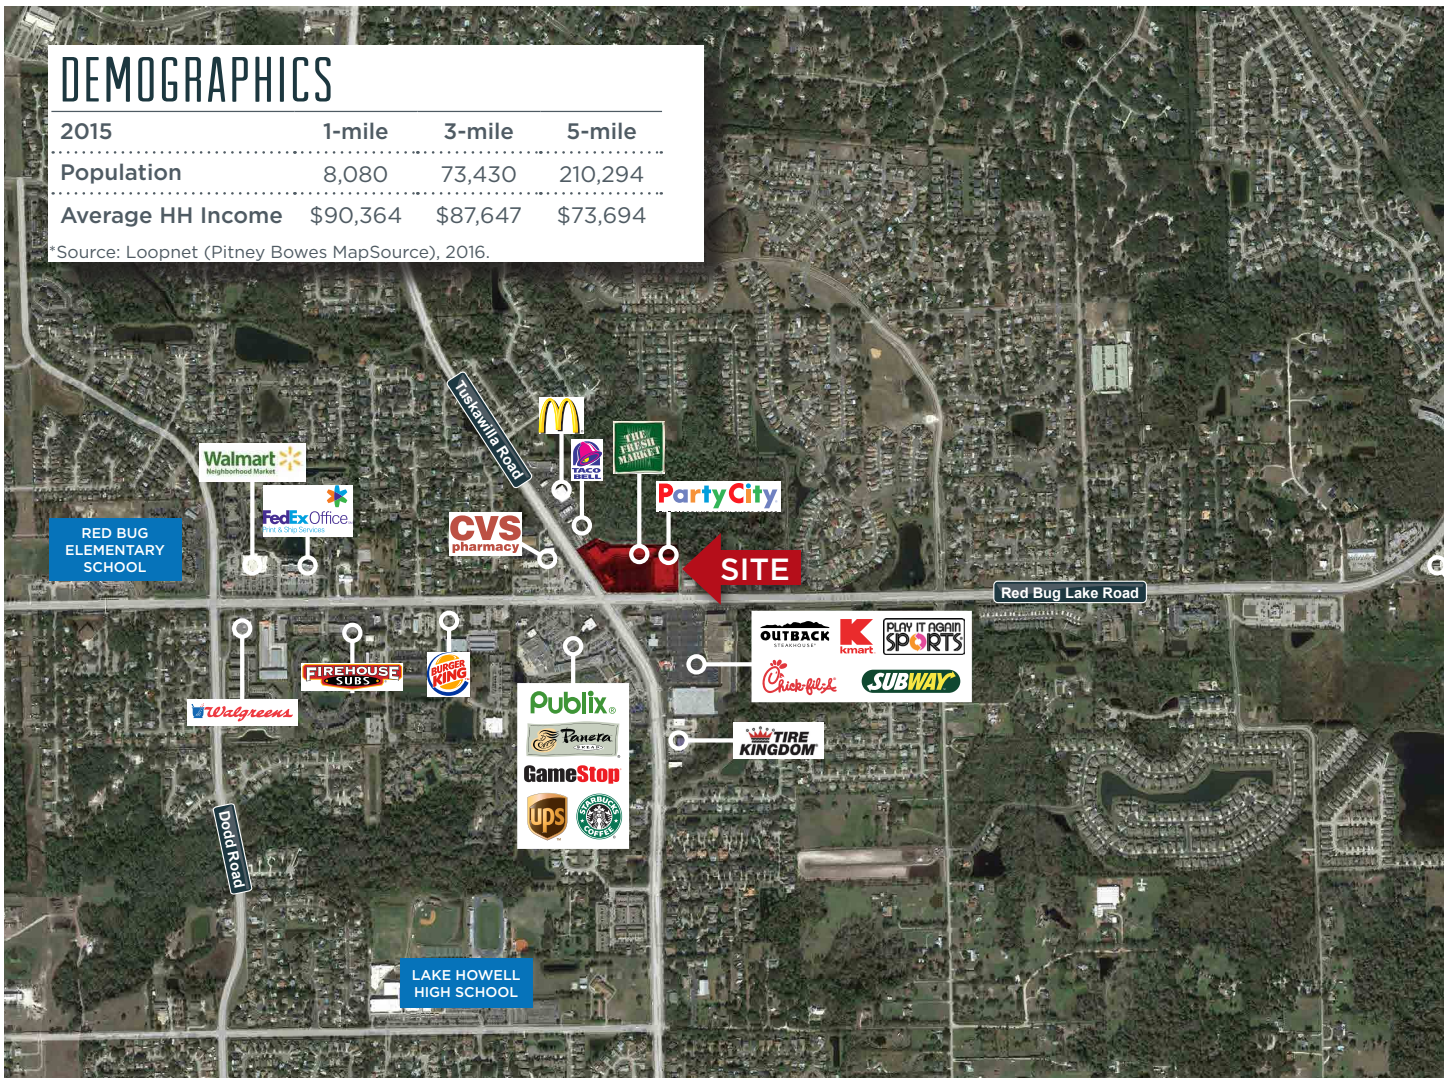 DEMOGRAPHICS
2015 1-mile 3-mile 5-mile
Population 8,080 73,430 210,294
Average HH Income $90,364 $87,647 $73,694
*Source: Loopnet (Pitney Bowes MapSource), 2016.
Tuskawilla Road
M
TACO
BELL
THE
FRESH
MARKET
Party City
Walmart
Neighborhood Market
FedEx Office
Print & Ship Services
CVS
pharmacy
RED BUG
ELEMENTARY
SCHOOL
SITE
Red Bug Lake Road
OUTBACK
STEAKHOUSE
K
kmart
PLAY IT AGAIN
SPORTS
Chick-fil-A
SUBWAY
FIREHOUSE
SUBS
BURGER
KING
Walgreens
Publix
Panera
BREAD
GameStop
ups
STARBUCKS
COFFEE
TIRE
KINGDOM
Dodd Road
LAKE HOWELL
HIGH SCHOOL